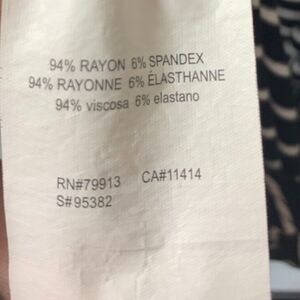 94% RAYON 6% SPANDEX
94% RAYONNE 6% ÉLASTHANNE
94% viscosa 6% elastano
RN#79913 CA#11414
S#95382